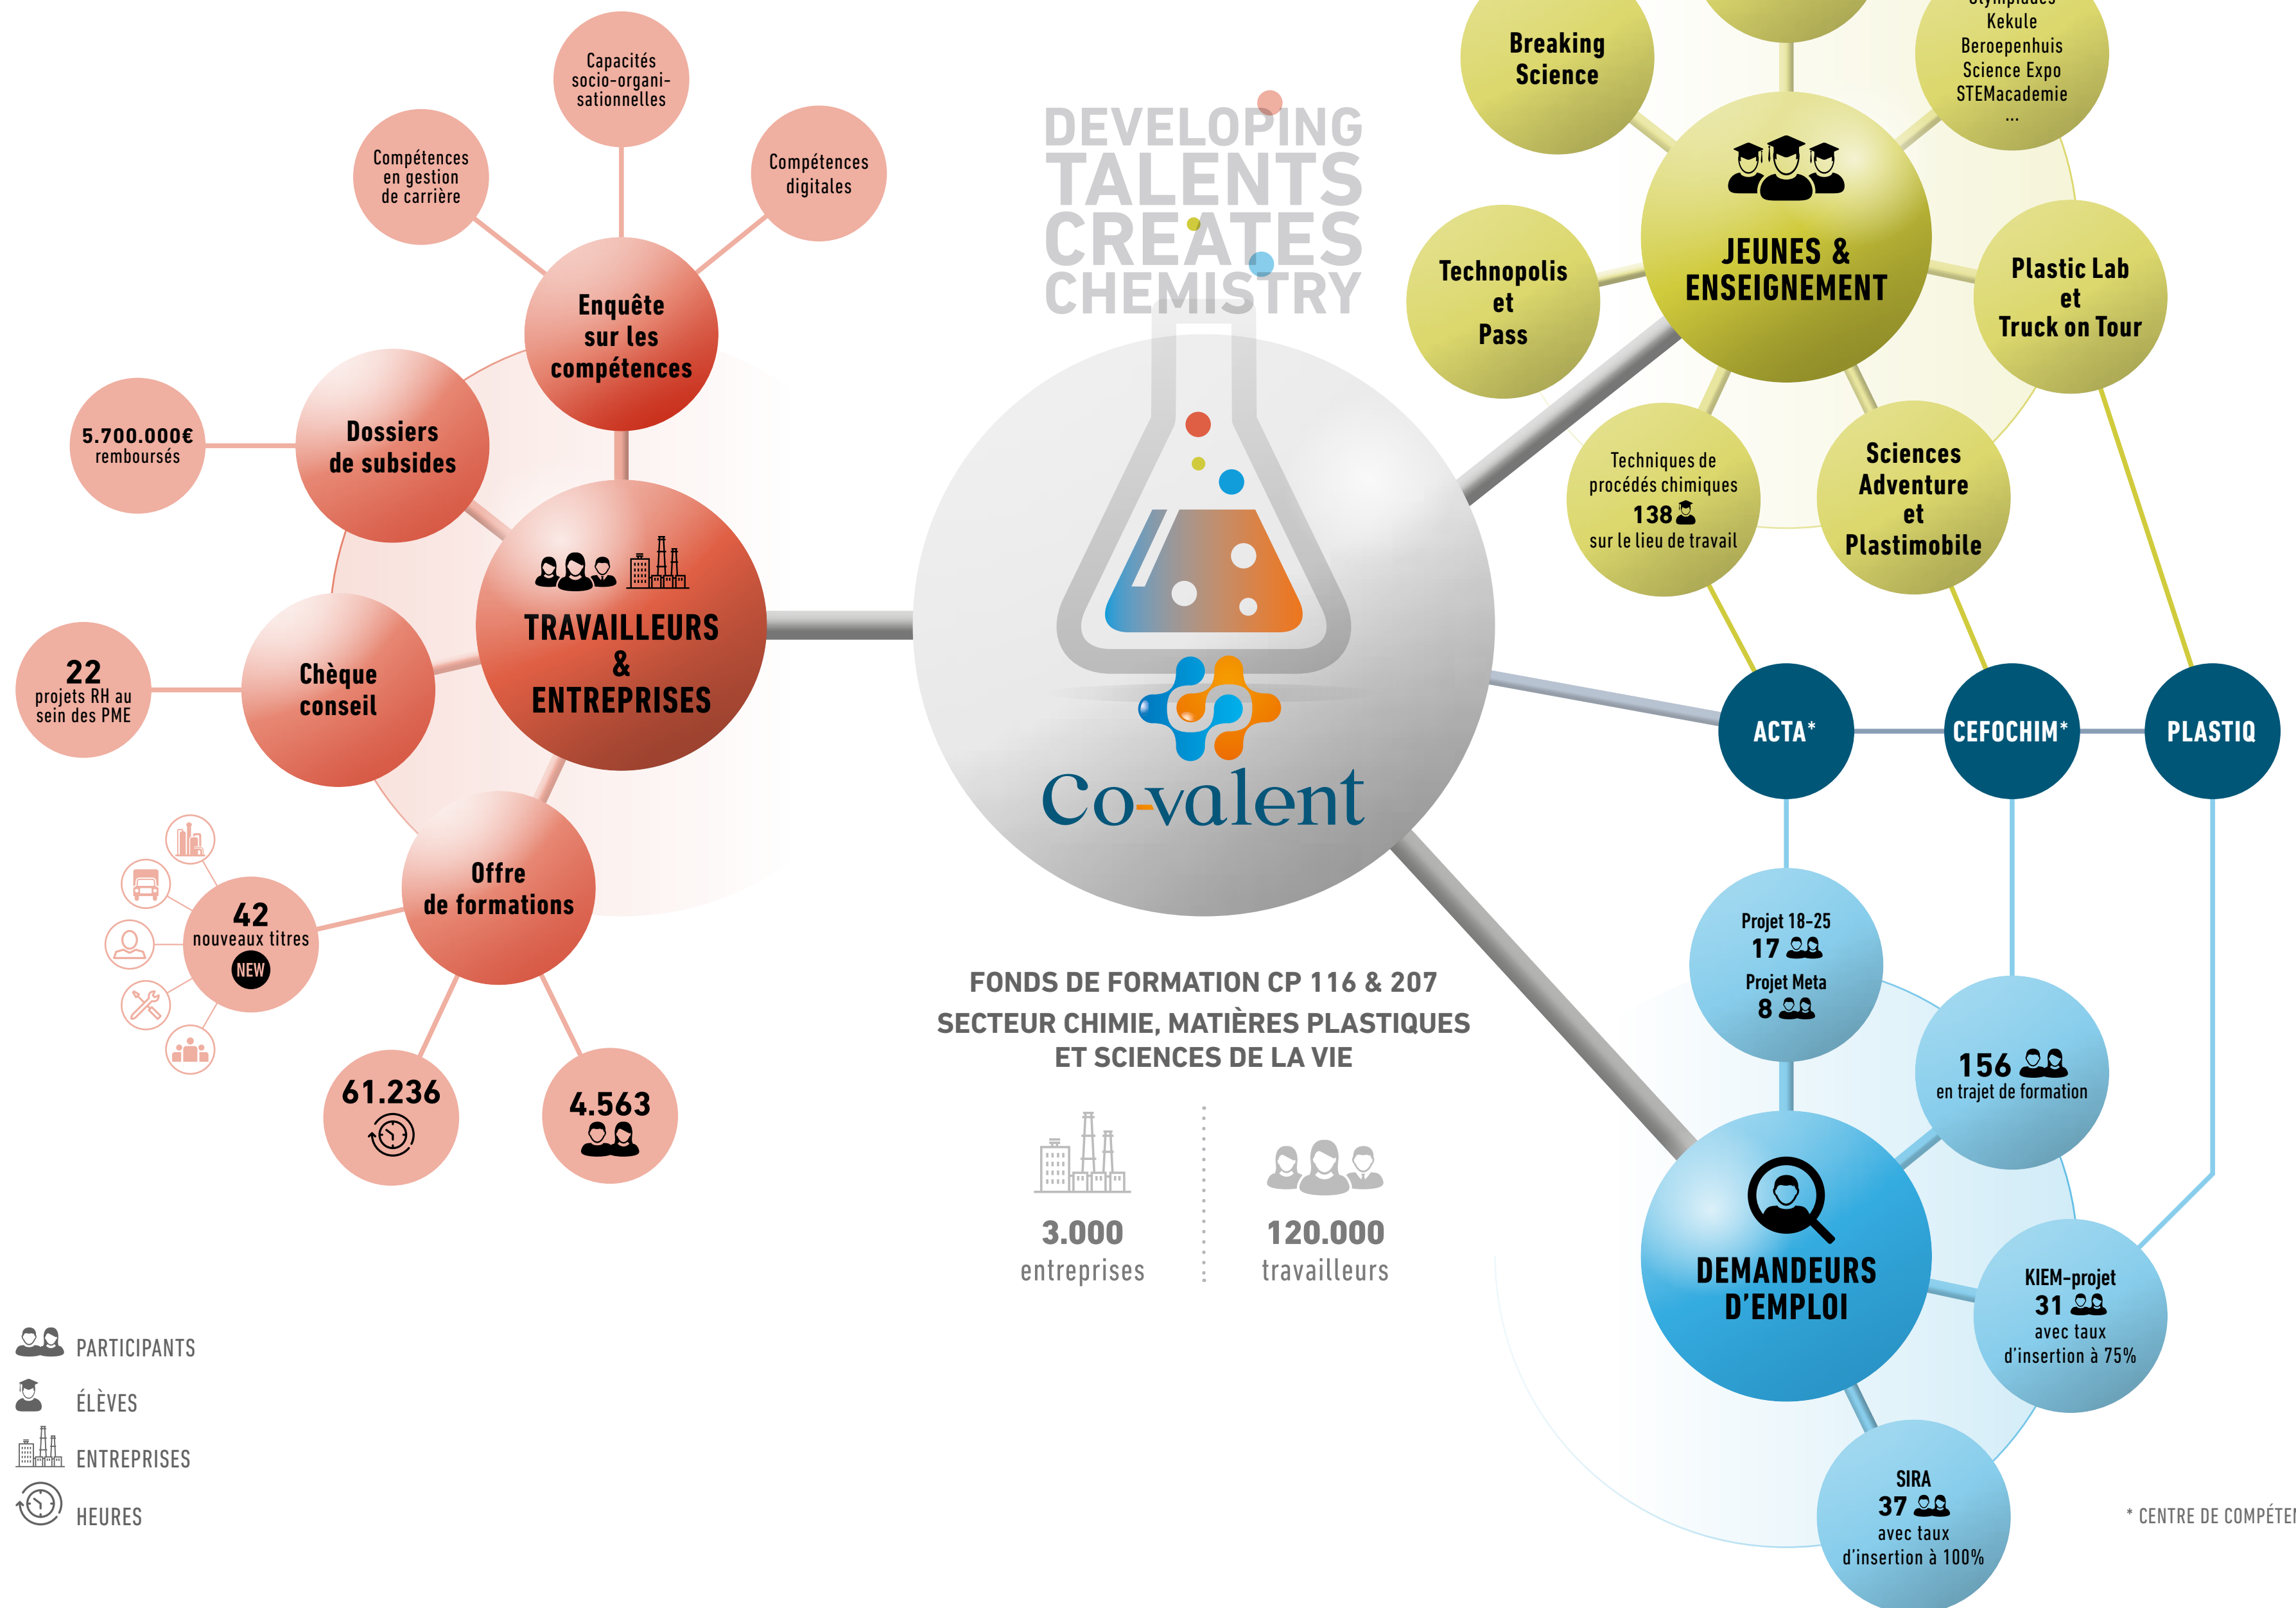 Capacités
socio-organi-
sationnelles
Compétences
en gestion
de carrière
Compétences
digitales
Enquête
sur les
compétences
Dossiers
de subsides
5.700.000€
remboursés
TRAVAILLEURS
&
ENTREPRISES
Chèque
conseil
22
projets RH au
sein des PME
Offre
de formations
42
nouveaux titres
NEW
61.236
4.563
PARTICIPANTS
ÉLÈVES
ENTREPRISES
HEURES
DEVELOPING
TALENTS
CREATES
CHEMISTRY
Co-valent
FONDS DE FORMATION CP 116 & 207
SECTEUR CHIMIE, MATIÈRES PLASTIQUES
ET SCIENCES DE LA VIE
3.000
entreprises
120.000
travailleurs
Breaking
Science
Olympiades
Kekule
Beroepenhuis
Science Expo
STEMacademie
...
JEUNES &
ENSEIGNEMENT
Technopolis
et
Pass
Plastic Lab
et
Truck on Tour
Techniques de
procédés chimiques
138
sur le lieu de travail
Sciences
Adventure
et
Plastimobile
ACTA*
CEFOCHIM*
PLASTIQ
Projet 18-25
17
Projet Meta
8
156
en trajet de formation
DEMANDEURS
D'EMPLOI
KIEM-projet
31
avec taux
d'insertion à 75%
SIRA
37
avec taux
d'insertion à 100%
* CENTRE DE